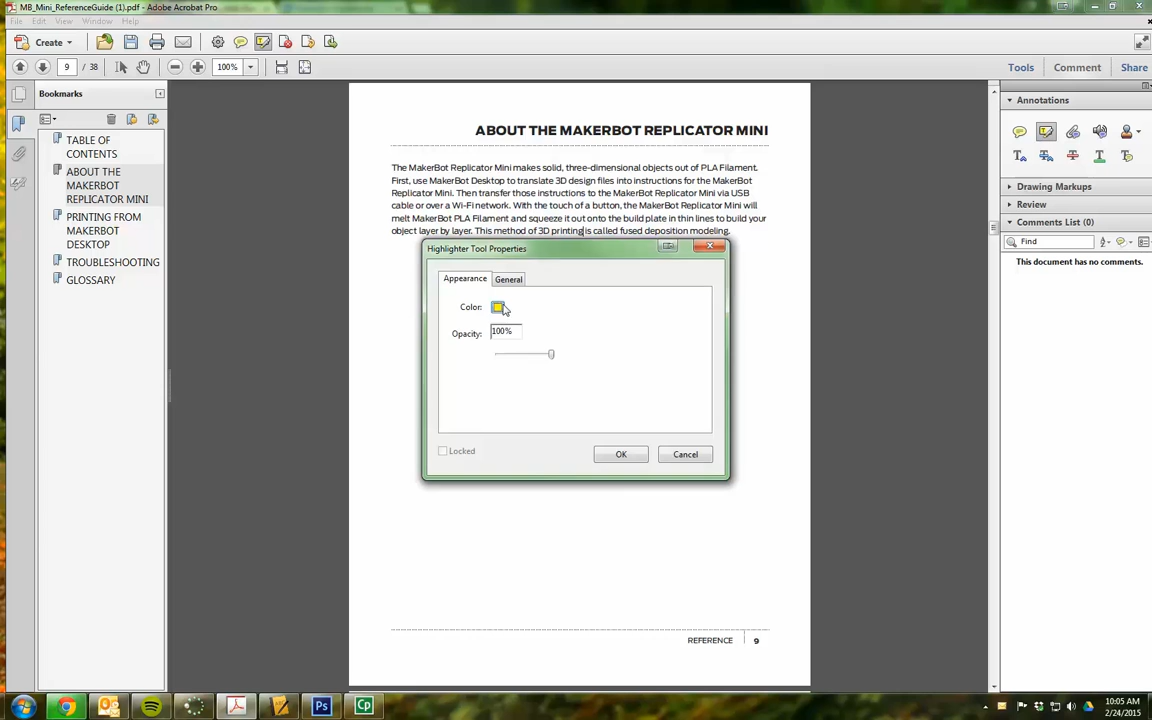 MB_Mini_ReferenceGuide (1).pdf - Adobe Acrobat Pro
File Edit View Window Help
Create
9 / 38 100% Tools Comment Share
Bookmarks
TABLE OF
CONTENTS
ABOUT THE
MAKERBOT
REPLICATOR MINI
PRINTING FROM
MAKERBOT
DESKTOP
TROUBLESHOOTING
GLOSSARY
ABOUT THE MAKERBOT REPLICATOR MINI
The MakerBot Replicator Mini makes solid, three-dimensional objects out of PLA Filament.
First, use MakerBot Desktop to translate 3D design files into instructions for the MakerBot
Replicator Mini. Then transfer those instructions to the MakerBot Replicator Mini via USB
cable or over a Wi-Fi network. With the touch of a button, the MakerBot Replicator Mini will
melt MakerBot PLA Filament and squeeze it out onto the build plate in thin lines to build your
object layer by layer. This method of 3D printing is called fused deposition modeling.
Highlighter Tool Properties
Appearance General
Color:
Opacity: 100%
Locked OK Cancel
REFERENCE 9
Annotations
Drawing Markups
Review
Comments List (0)
Find
This document has no comments.
Ps
Cp
10:05 AM
2/24/2015